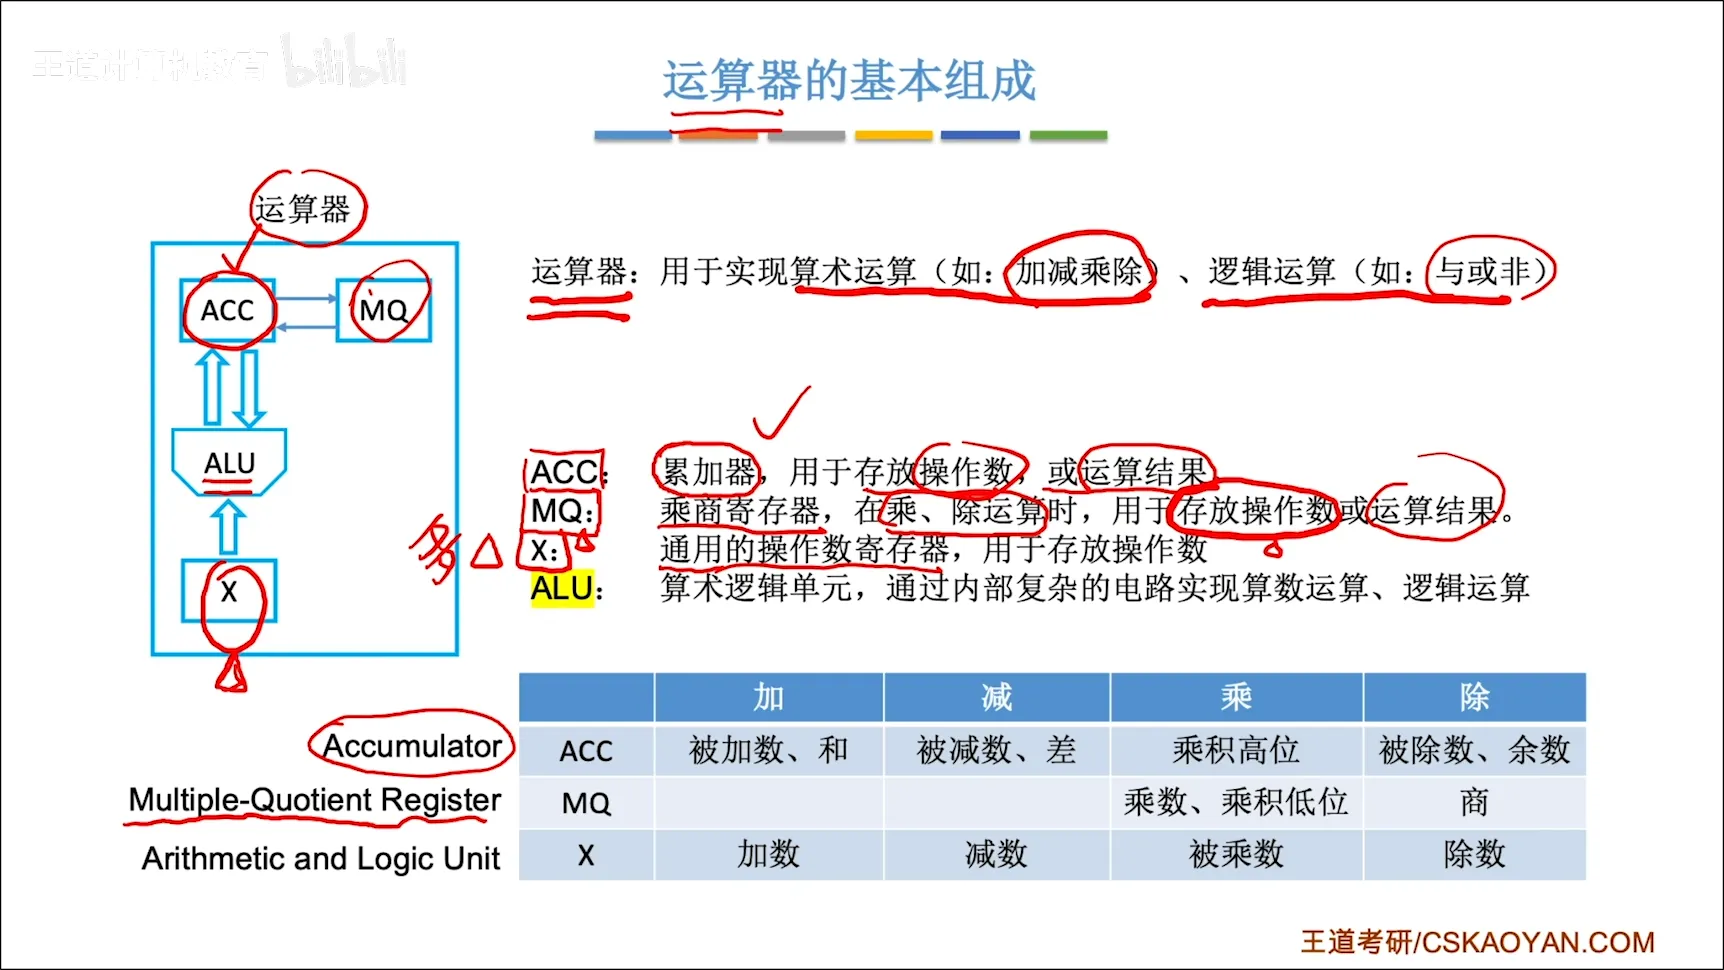 王道计算机教育 bilibili
运算器的基本组成
运算器
ACC
MQ
ALU
X
运算器：用于实现算术运算（如：加减乘除）、逻辑运算（如：与或非）
ACC： 累加器，用于存放操作数，或运算结果
MQ： 乘商寄存器，在乘、除运算时，用于存放操作数或运算结果。
多
X： 通用的操作数寄存器，用于存放操作数
ALU： 算术逻辑单元，通过内部复杂的电路实现算数运算、逻辑运算
Accumulator
Multiple-Quotient Register
Arithmetic and Logic Unit
加 减 乘 除
ACC 被加数、和 被减数、差 乘积高位 被除数、余数
MQ 乘数、乘积低位 商
X 加数 减数 被乘数 除数
王道考研/CSKAOYAN.COM